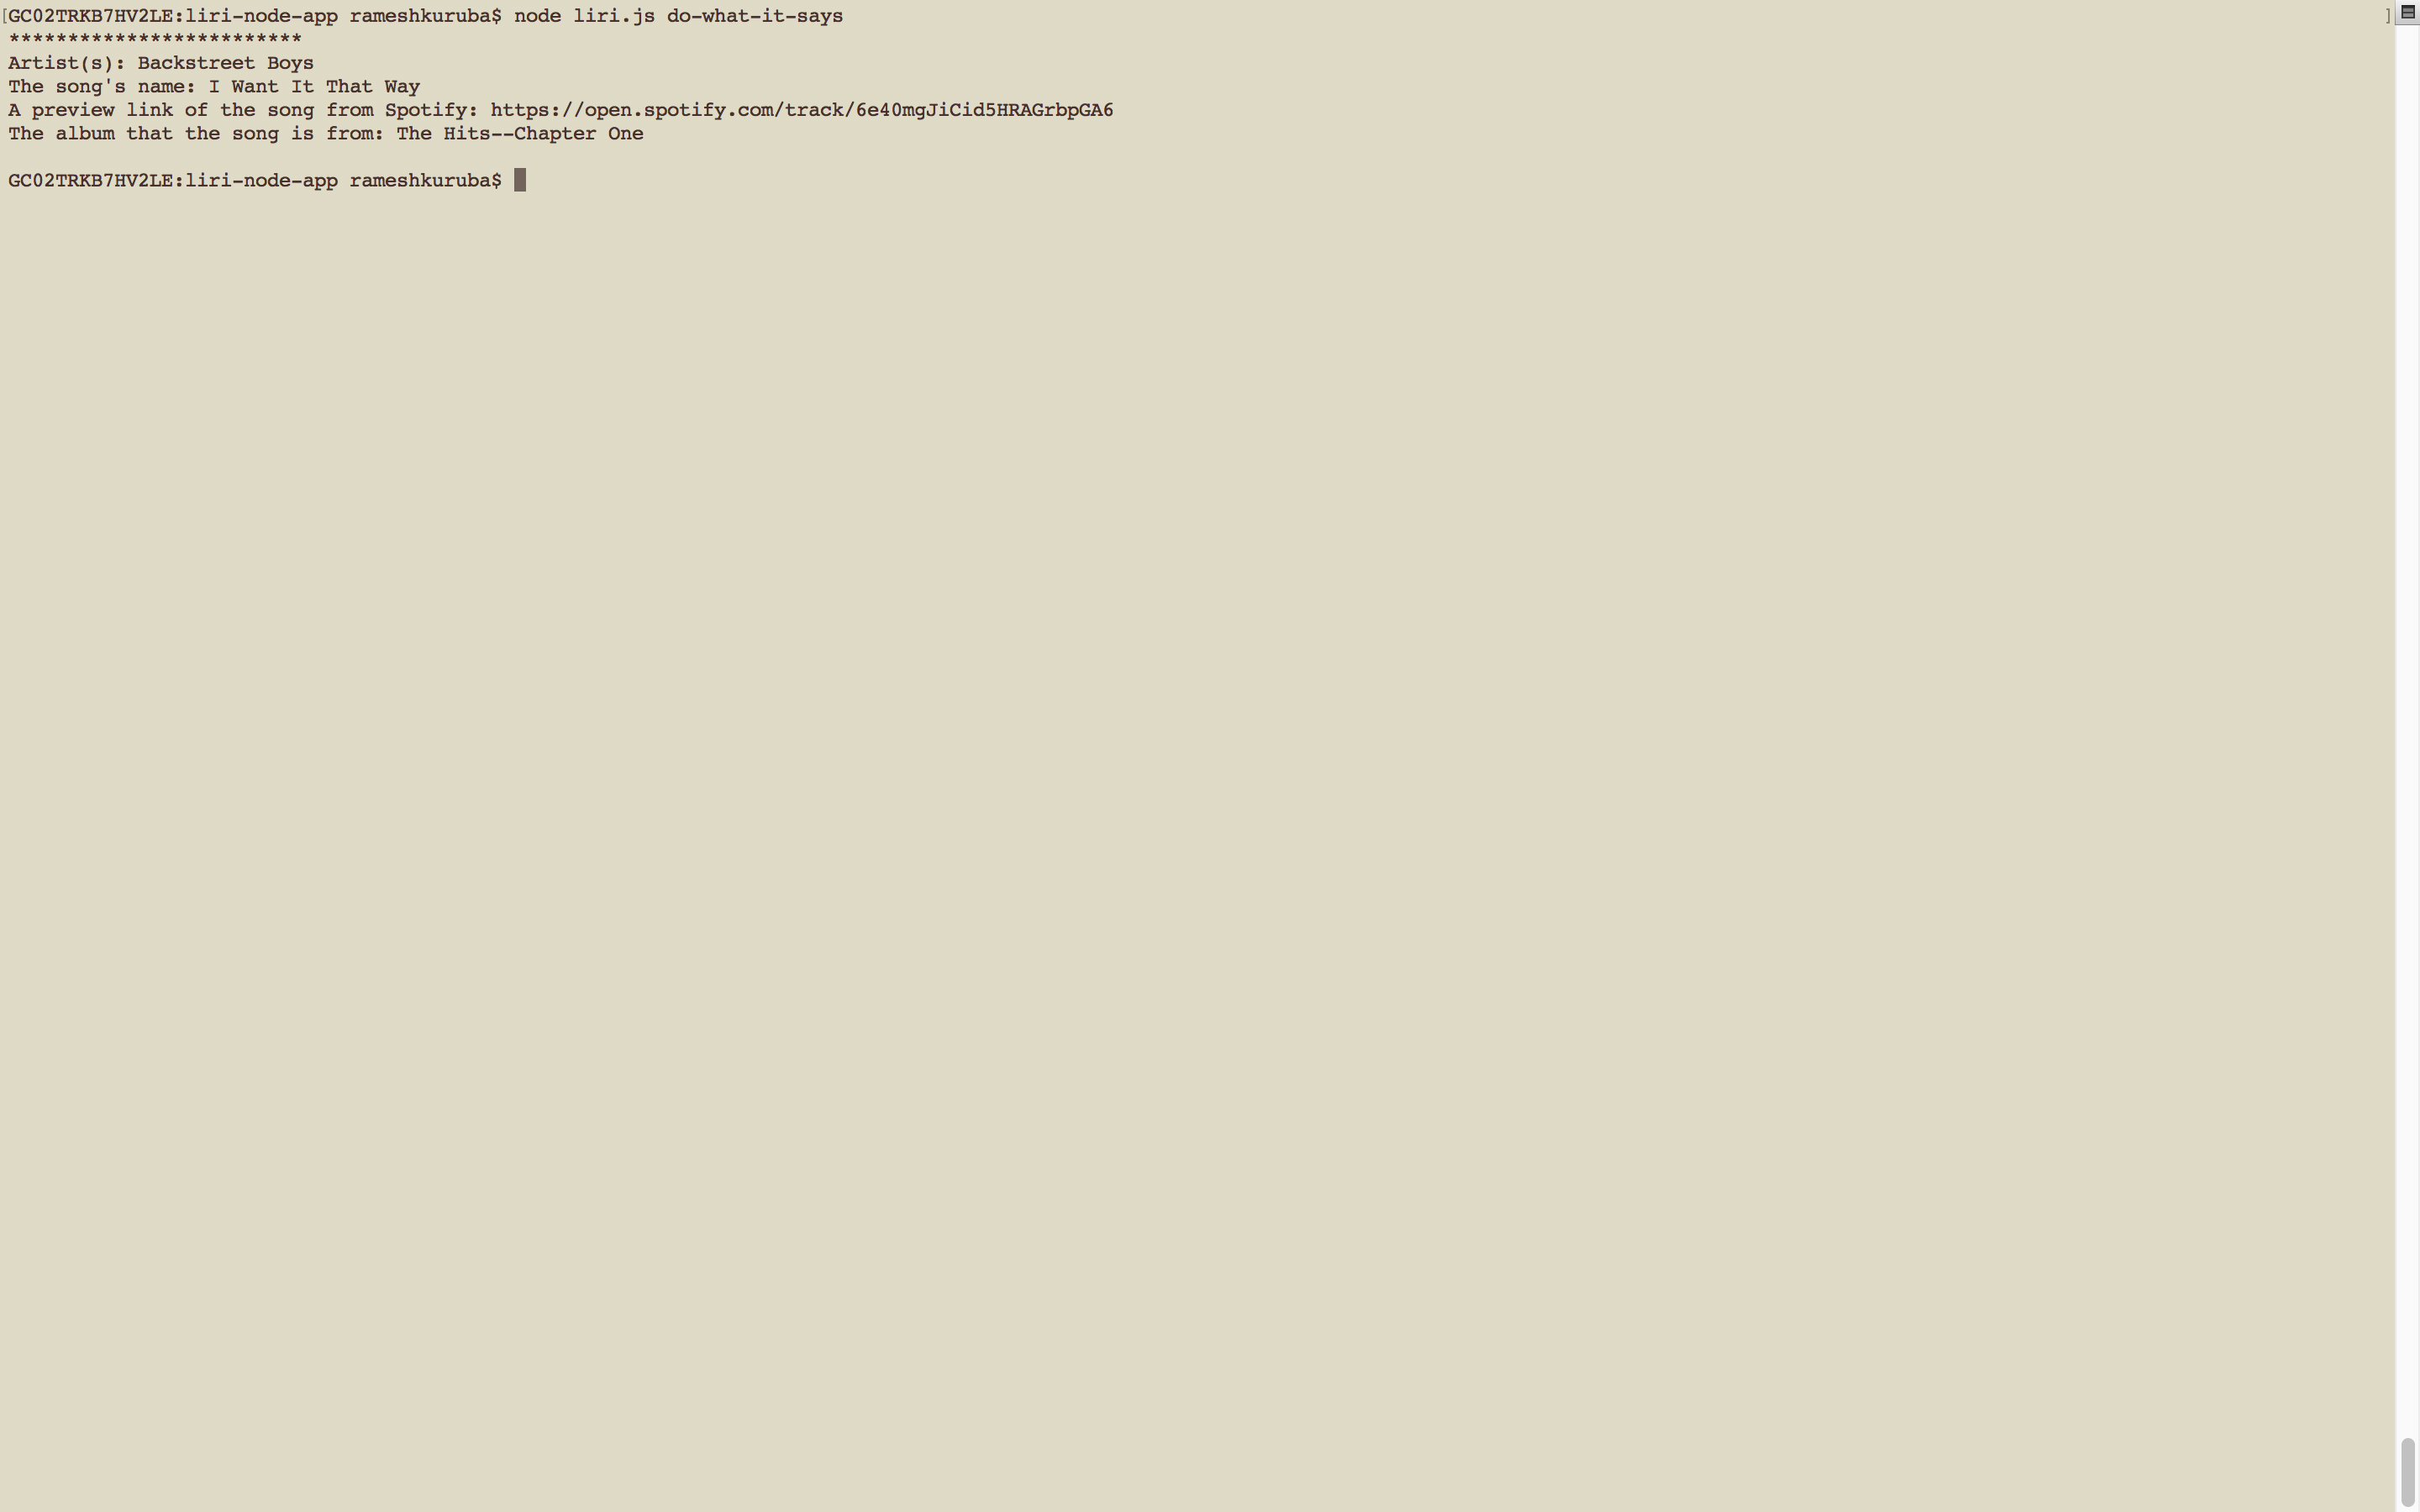 [GC02TRKB7HV2LE:liri-node-app rameshkuruba$ node liri.js do-what-it-says ]
*************************
Artist(s): Backstreet Boys
The song's name: I Want It That Way
A preview link of the song from Spotify: https://open.spotify.com/track/6e40mgJiCid5HRAGrbpGA6
The album that the song is from: The Hits--Chapter One
GC02TRKB7HV2LE:liri-node-app rameshkuruba$